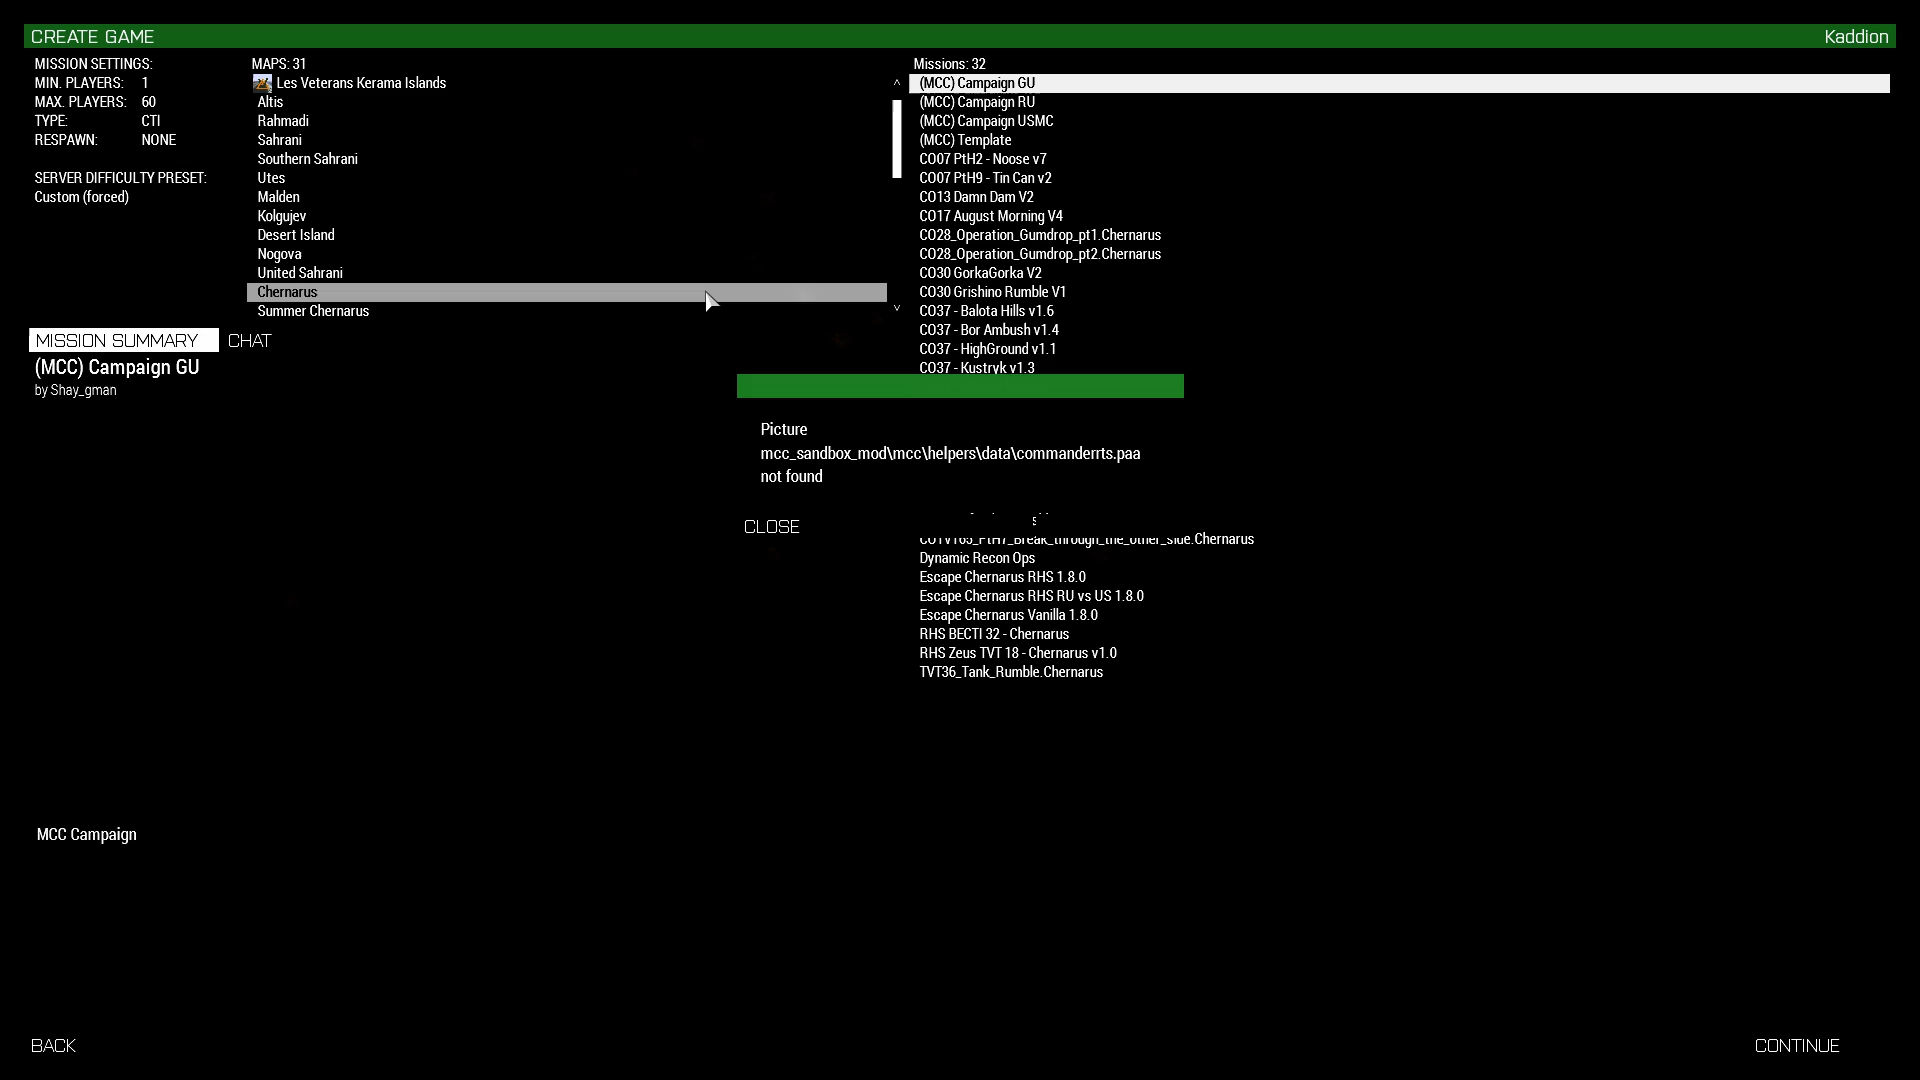 CREATE GAME
Kaddion
MISSION SETTINGS:
MIN. PLAYERS: 1
MAX. PLAYERS: 60
TYPE: CTI
RESPAWN: NONE
SERVER DIFFICULTY PRESET:
Custom (forced)
MAPS: 31
Les Veterans Kerama Islands
Altis
Rahmadi
Sahrani
Southern Sahrani
Utes
Malden
Kolgujev
Desert Island
Nogova
United Sahrani
Chernarus
Summer Chernarus
Missions: 32
(MCC) Campaign GU
(MCC) Campaign RU
(MCC) Campaign USMC
(MCC) Template
CO07 PtH2 - Noose v7
CO07 PtH9 - Tin Can v2
CO13 Damn Dam V2
CO17 August Morning V4
CO28_Operation_Gumdrop_pt1.Chernarus
CO28_Operation_Gumdrop_pt2.Chernarus
CO30 GorkaGorka V2
CO30 Grishino Rumble V1
CO37 - Balota Hills v1.6
CO37 - Bor Ambush v1.4
CO37 - HighGround v1.1
CO37 - Kustryk v1.3
MISSION SUMMARY
CHAT
(MCC) Campaign GU
by Shay_gman
Picture
mcc_sandbox_mod\mcc\helpers\data\commanderrts.paa
not found
CLOSE
COTVT65_PtH7_Break_through_the_other_side.Chernarus
Dynamic Recon Ops
Escape Chernarus RHS 1.8.0
Escape Chernarus RHS RU vs US 1.8.0
Escape Chernarus Vanilla 1.8.0
RHS BECTI 32 - Chernarus
RHS Zeus TVT 18 - Chernarus v1.0
TVT36_Tank_Rumble.Chernarus
MCC Campaign
BACK
CONTINUE